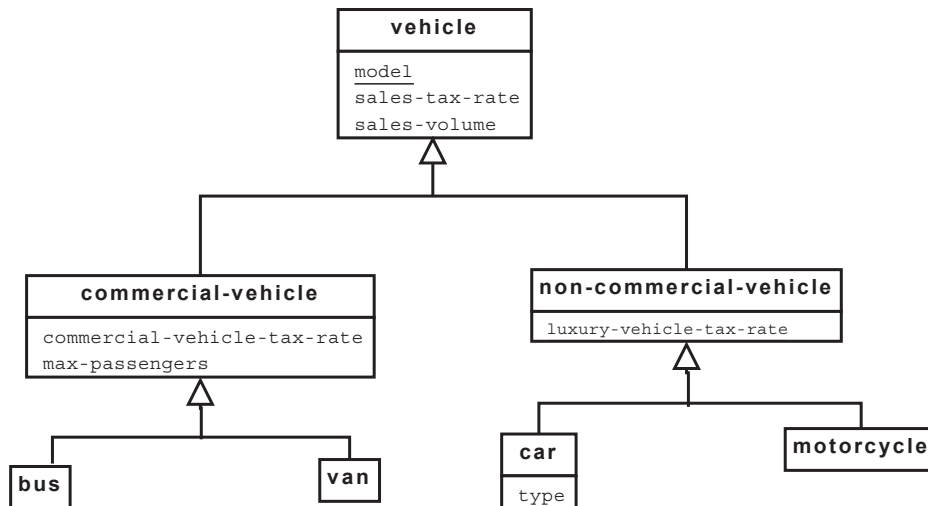 vehicle
model
sales-tax-rate
sales-volume
commercial-vehicle
commercial-vehicle-tax-rate
max-passengers
non-commercial-vehicle
luxury-vehicle-tax-rate
bus
van
car
type
motorcycle